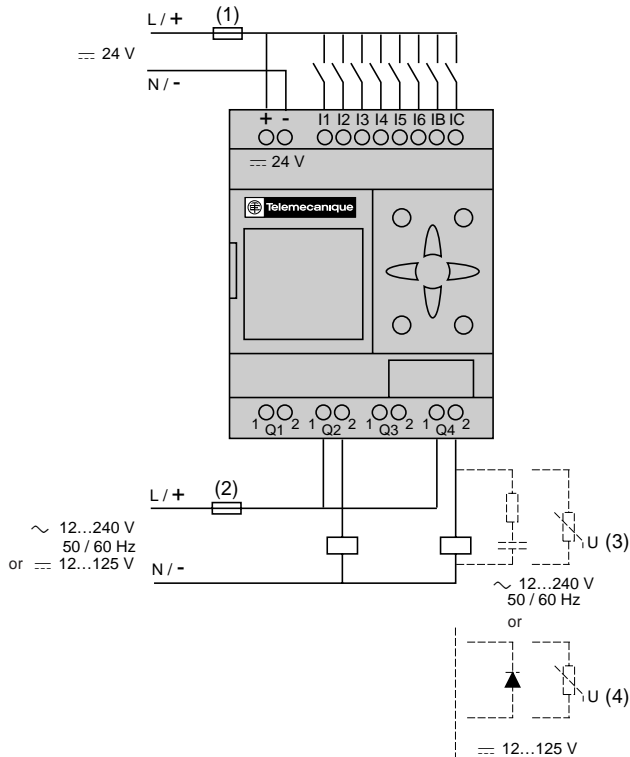 L / +
(1)
⎓ 24 V
N / -
+ - I1 I2 I3 I4 I5 I6 IB IC
⎓ 24 V
Telemecanique
1 2 1 2 1 2 1 2
Q1 Q2 Q3 Q4
L / +
(2)
∼ 12...240 V
50 / 60 Hz
or ⎓ 12...125 V
N / -
U (3)
∼ 12...240 V
50 / 60 Hz
or
U (4)
⎓ 12...125 V